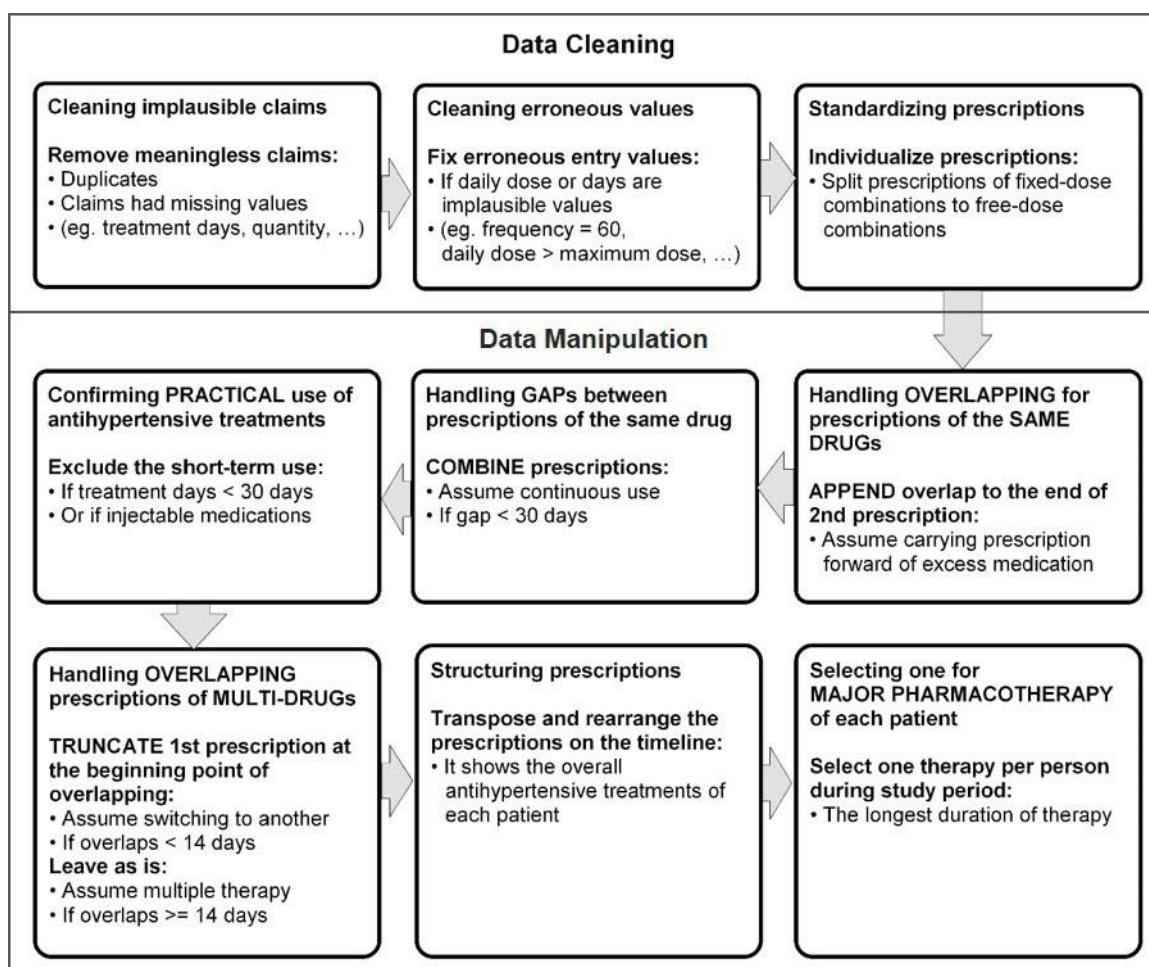 Data Cleaning
Cleaning implausible claims
Remove meaningless claims:
• Duplicates
• Claims had missing values
• (eg. treatment days, quantity, ...)
Cleaning erroneous values
Fix erroneous entry values:
• If daily dose or days are
implausible values
• (eg. frequency = 60,
daily dose > maximum dose, ...)
Standardizing prescriptions
Individualize prescriptions:
• Split prescriptions of fixed-dose
combinations to free-dose
combinations
Data Manipulation
Handling OVERLAPPING for
prescriptions of the SAME
DRUGs
APPEND overlap to the end of
2nd prescription:
• Assume carrying prescription
forward of excess medication
Handling GAPs between
prescriptions of the same drug
COMBINE prescriptions:
• Assume continuous use
• If gap < 30 days
Confirming PRACTICAL use of
antihypertensive treatments
Exclude the short-term use:
• If treatment days < 30 days
• Or if injectable medications
Handling OVERLAPPING
prescriptions of MULTI-DRUGs
TRUNCATE 1st prescription at
the beginning point of
overlapping:
• Assume switching to another
• If overlaps < 14 days
Leave as is:
• Assume multiple therapy
• If overlaps >= 14 days
Structuring prescriptions
Transpose and rearrange the
prescriptions on the timeline:
• It shows the overall
antihypertensive treatments of
each patient
Selecting one for
MAJOR PHARMACOTHERAPY
of each patient
Select one therapy per person
during study period:
• The longest duration of therapy